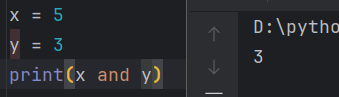 x = 5
y = 3
print(x and y)
D:\pytho
3